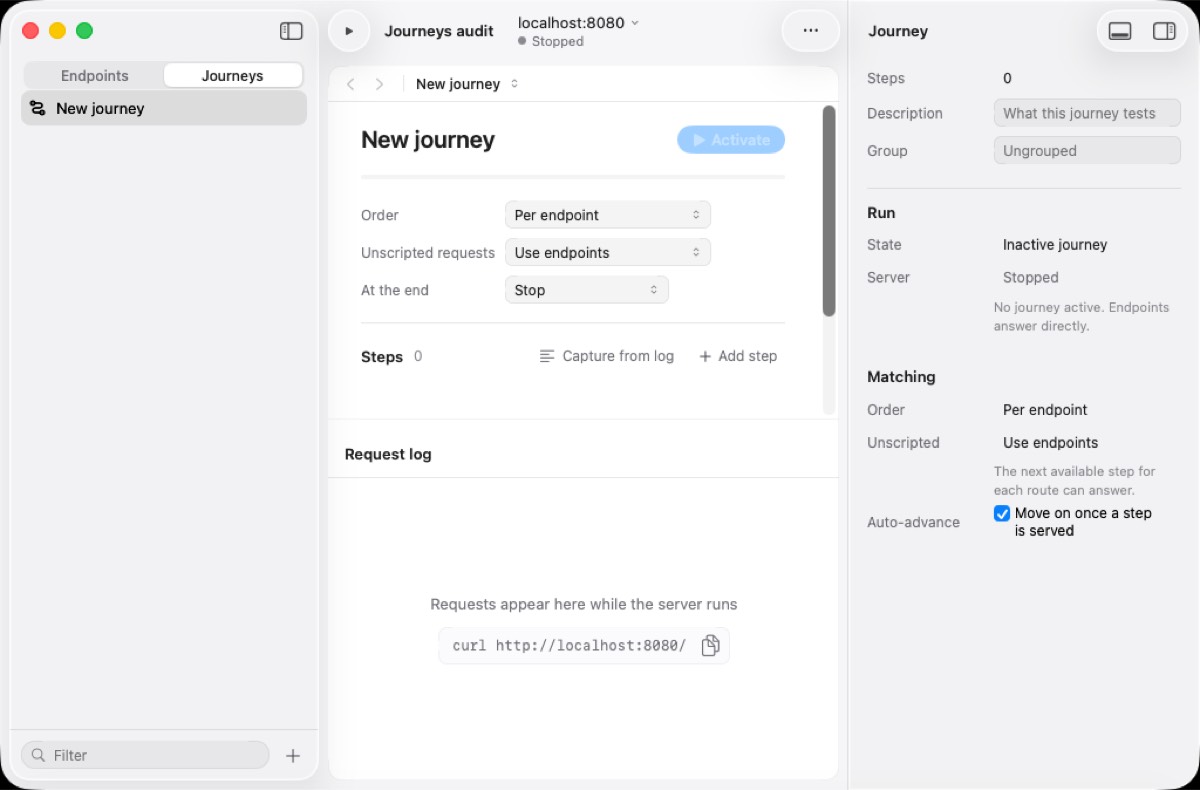 Endpoints
Journeys
New journey
Filter
Journeys audit
localhost:8080
Stopped
New journey
New journey
Activate
Order
Per endpoint
Unscripted requests
Use endpoints
At the end
Stop
Steps 0
Capture from log
Add step
Request log
Requests appear here while the server runs
curl http://localhost:8080/
Journey
Steps
0
Description
What this journey tests
Group
Ungrouped
Run
State
Inactive journey
Server
Stopped
No journey active. Endpoints
answer directly.
Matching
Order
Per endpoint
Unscripted
Use endpoints
The next available step for
each route can answer.
Auto-advance
Move on once a step
is served